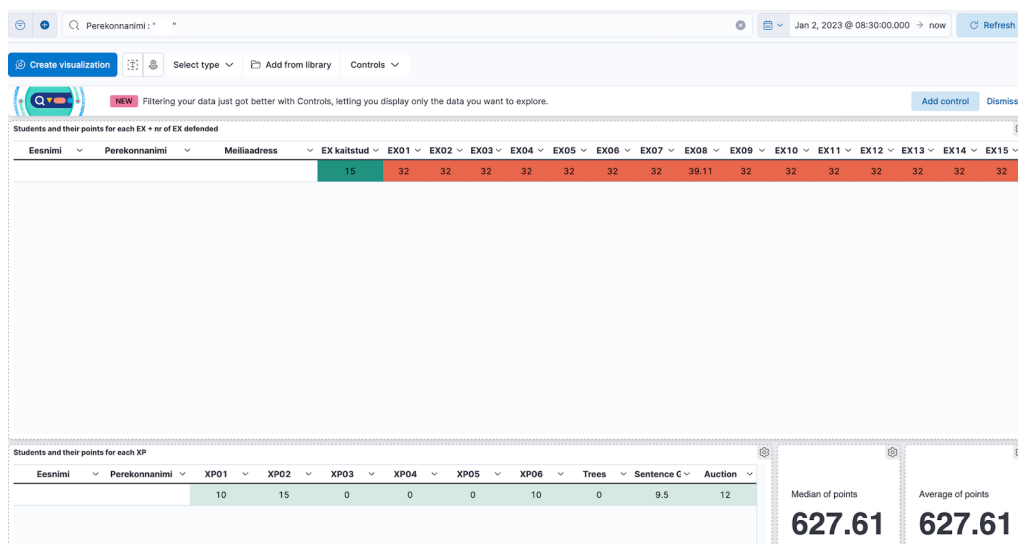 Perekonnanimi : "     "
Jan 2, 2023 @ 08:30:00.000 → now
Refresh
Create visualization
Select type
Add from library
Controls
NEW Filtering your data just got better with Controls, letting you display only the data you want to explore.
Add control
Dismiss
Students and their points for each EX + nr of EX defended
Eesnimi Perekonnanimi Meiliaadress EX kaitstud EX01 EX02 EX03 EX04 EX05 EX06 EX07 EX08 EX09 EX10 EX11 EX12 EX13 EX14 EX15
15 32 32 32 32 32 32 32 39.11 32 32 32 32 32 32 32
Students and their points for each XP
Eesnimi Perekonnanimi XP01 XP02 XP03 XP04 XP05 XP06 Trees Sentence G Auction
10 15 0 0 0 10 0 9.5 12
Median of points
627.61
Average of points
627.61